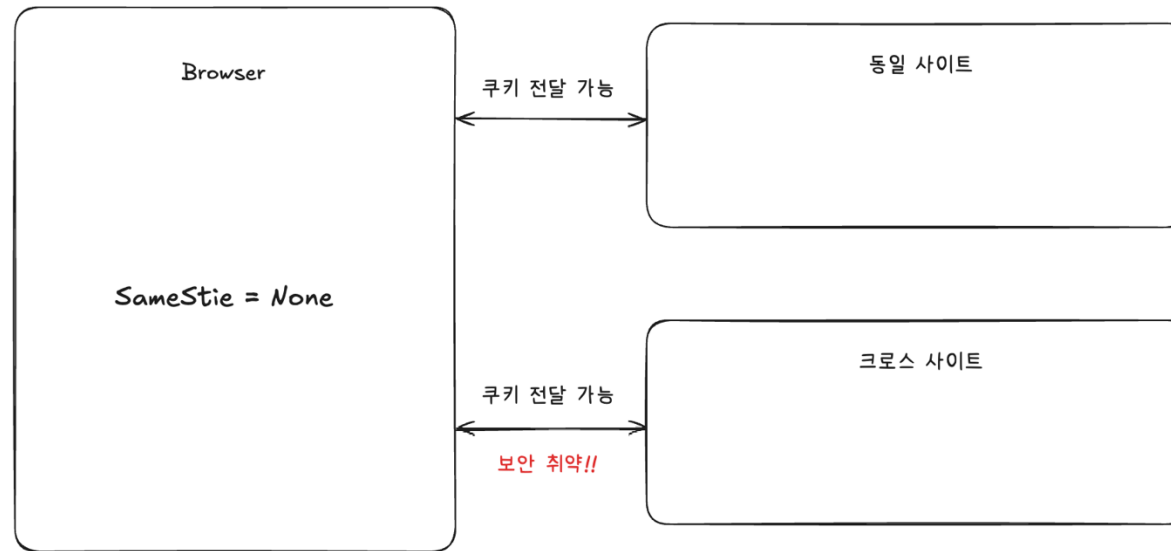 Browser
SameStie = None
쿠키 전달 가능
동일 사이트
쿠키 전달 가능
보안 취약!!
크로스 사이트